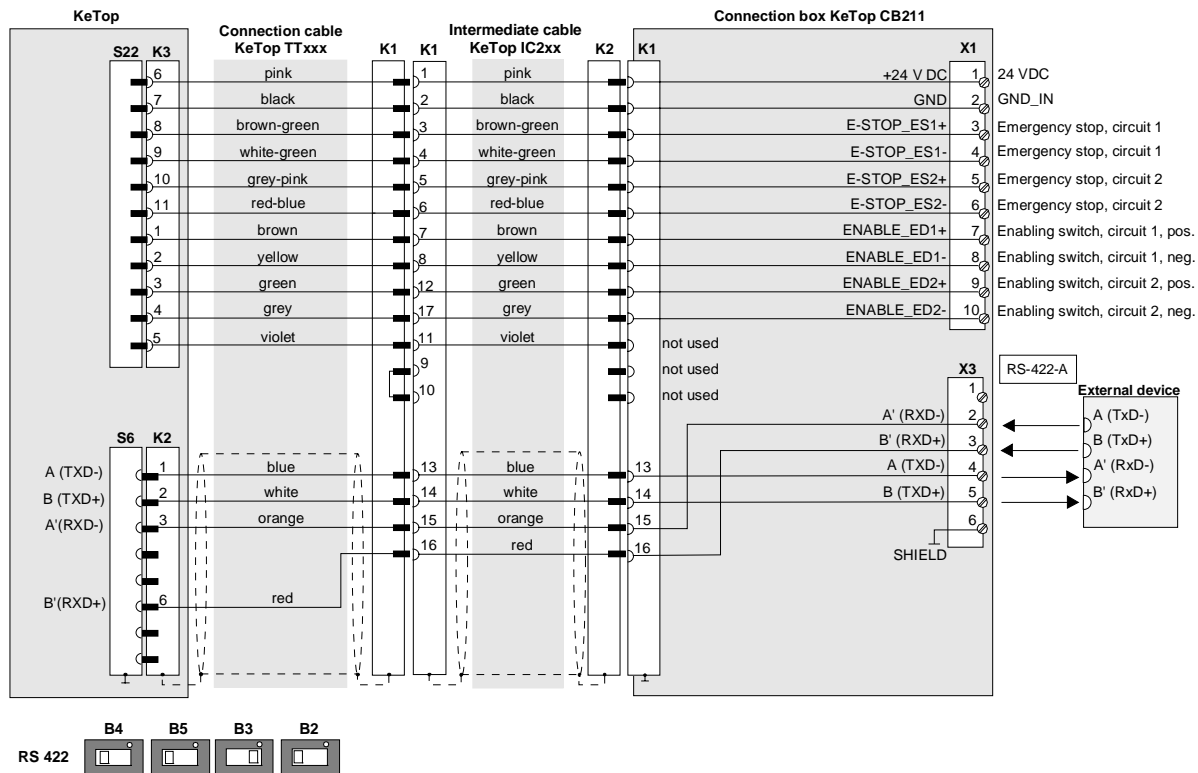 KeTop
Connection cable
KeTop TTxxx
Intermediate cable
KeTop IC2xx
Connection box KeTop CB211
S22 K3 K1 K1 K2 K1 X1
6 pink 1 pink +24 V DC 1 24 VDC
7 black 2 black GND 2 GND_IN
8 brown-green 3 brown-green E-STOP_ES1+ 3 Emergency stop, circuit 1
9 white-green 4 white-green E-STOP_ES1- 4 Emergency stop, circuit 1
10 grey-pink 5 grey-pink E-STOP_ES2+ 5 Emergency stop, circuit 2
11 red-blue 6 red-blue E-STOP_ES2- 6 Emergency stop, circuit 2
1 brown 7 brown ENABLE_ED1+ 7 Enabling switch, circuit 1, pos.
2 yellow 8 yellow ENABLE_ED1- 8 Enabling switch, circuit 1, neg.
3 green 12 green ENABLE_ED2+ 9 Enabling switch, circuit 2, pos.
4 grey 17 grey ENABLE_ED2- 10 Enabling switch, circuit 2, neg.
5 violet 11 violet not used
9 not used
10 not used
X3 RS-422-A
1 External device
A' (RXD-) 2 A (TxD-)
B' (RXD+) 3 B (TxD+)
S6 K2
A (TXD-) 1 blue 13 blue 13 A (TXD-) 4 A' (RxD-)
B (TXD+) 2 white 14 white 14 B (TXD+) 5 B' (RxD+)
A'(RXD-) 3 orange 15 orange 15 6
16 red 16 SHIELD
B'(RXD+) 6 red
B4 B5 B3 B2
RS 422